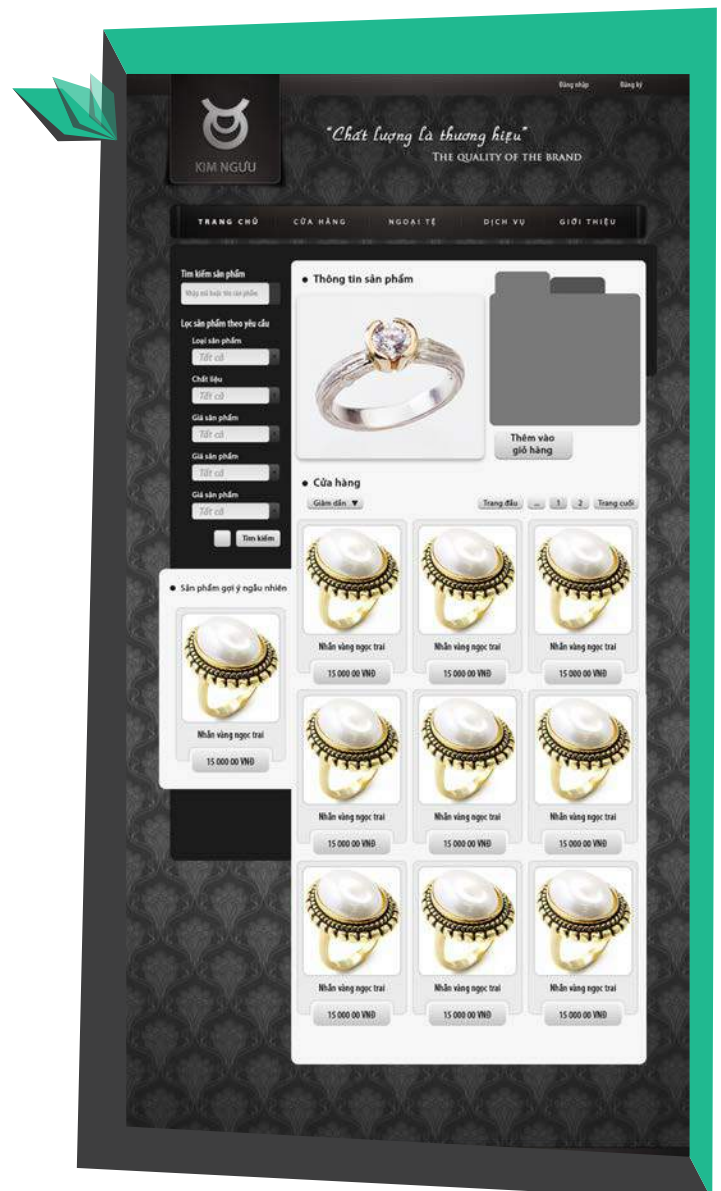 Đăng nhập Đăng ký
KIM NGƯU
"Chất lượng là thương hiệu"
THE QUALITY OF THE BRAND
TRANG CHỦ CỬA HÀNG NGOẠI TỆ DỊCH VỤ GIỚI THIỆU
Tìm kiếm sản phẩm
Nhập mã hoặc tên sản phẩm
Lọc sản phẩm theo yêu cầu
Loại sản phẩm
Tất cả
Chất liệu
Tất cả
Giá sản phẩm
Tất cả
Giá sản phẩm
Tất cả
Giá sản phẩm
Tất cả
Tìm kiếm
Sản phẩm gợi ý ngẫu nhiên
Nhẫn vàng ngọc trai
15 000 00 VNĐ
Thông tin sản phẩm
Thêm vào
giỏ hàng
Cửa hàng
Giảm dần ▼ Trang đầu ... 1 2 Trang cuối
Nhẫn vàng ngọc trai Nhẫn vàng ngọc trai Nhẫn vàng ngọc trai
15 000 00 VNĐ 15 000 00 VNĐ 15 000 00 VNĐ
Nhẫn vàng ngọc trai Nhẫn vàng ngọc trai Nhẫn vàng ngọc trai
15 000 00 VNĐ 15 000 00 VNĐ 15 000 00 VNĐ
Nhẫn vàng ngọc trai Nhẫn vàng ngọc trai Nhẫn vàng ngọc trai
15 000 00 VNĐ 15 000 00 VNĐ 15 000 00 VNĐ